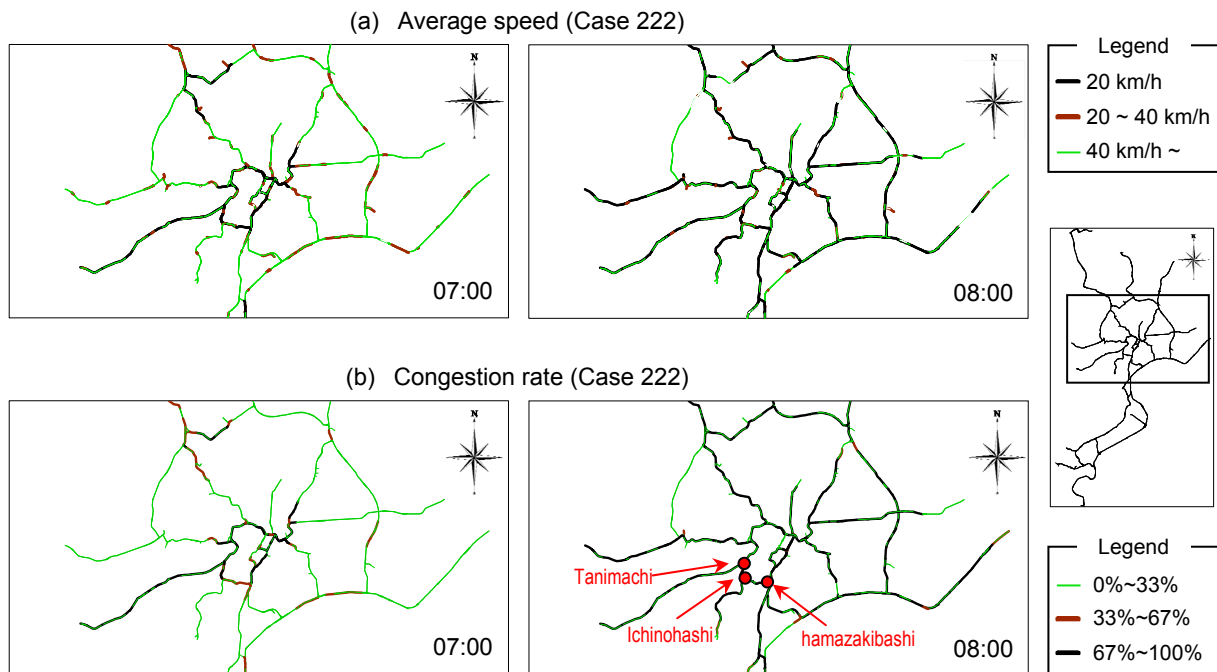 (a) Average speed (Case 222)
N
07:00
N
08:00
Legend
20 km/h
20 ~ 40 km/h
40 km/h ~
(b) Congestion rate (Case 222)
N
07:00
N
Tanimachi
Ichinohashi
hamazakibashi
08:00
Legend
0%~33%
33%~67%
67%~100%